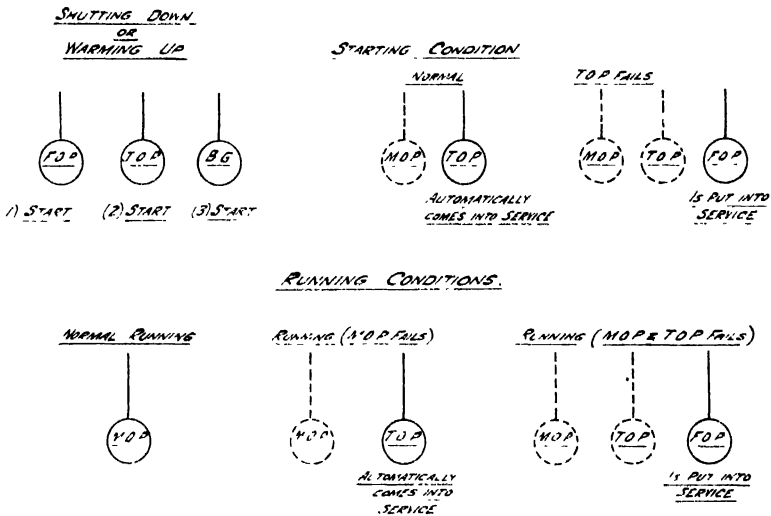 SHUTTING DOWN
OR
WARMING UP
FOP
TOP
BG
1) START
(2) START
(3) START
STARTING CONDITION
NORMAL
MOP
TOP
AUTOMATICALLY
COMES INTO SERVICE
TOP FAILS
MOP
TOP
FOP
IS PUT INTO
SERVICE
RUNNING CONDITIONS.
NORMAL RUNNING
MOP
RUNNING (MOP FAILS)
MOP
TOP
AUTOMATICALLY
COMES INTO
SERVICE
RUNNING (MOP & TOP FAILS)
MOP
TOP
FOP
IS PUT INTO
SERVICE